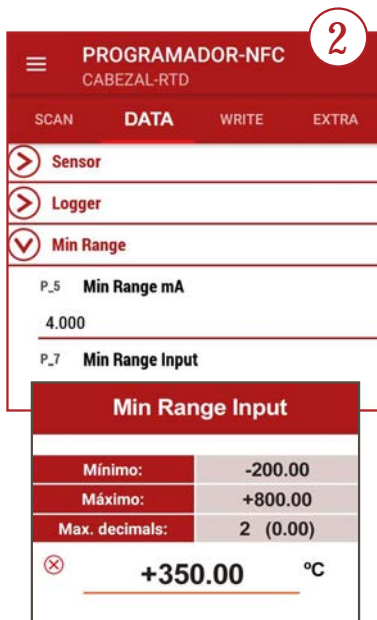 2
PROGRAMADOR-NFC
CABEZAL-RTD
SCAN DATA WRITE EXTRA
Sensor
Logger
Min Range
P_5 Min Range mA
4.000
P_7 Min Range Input
Min Range Input
Mínimo: -200.00
Máximo: +800.00
Max. decimals: 2 (0.00)
+350.00 ºC